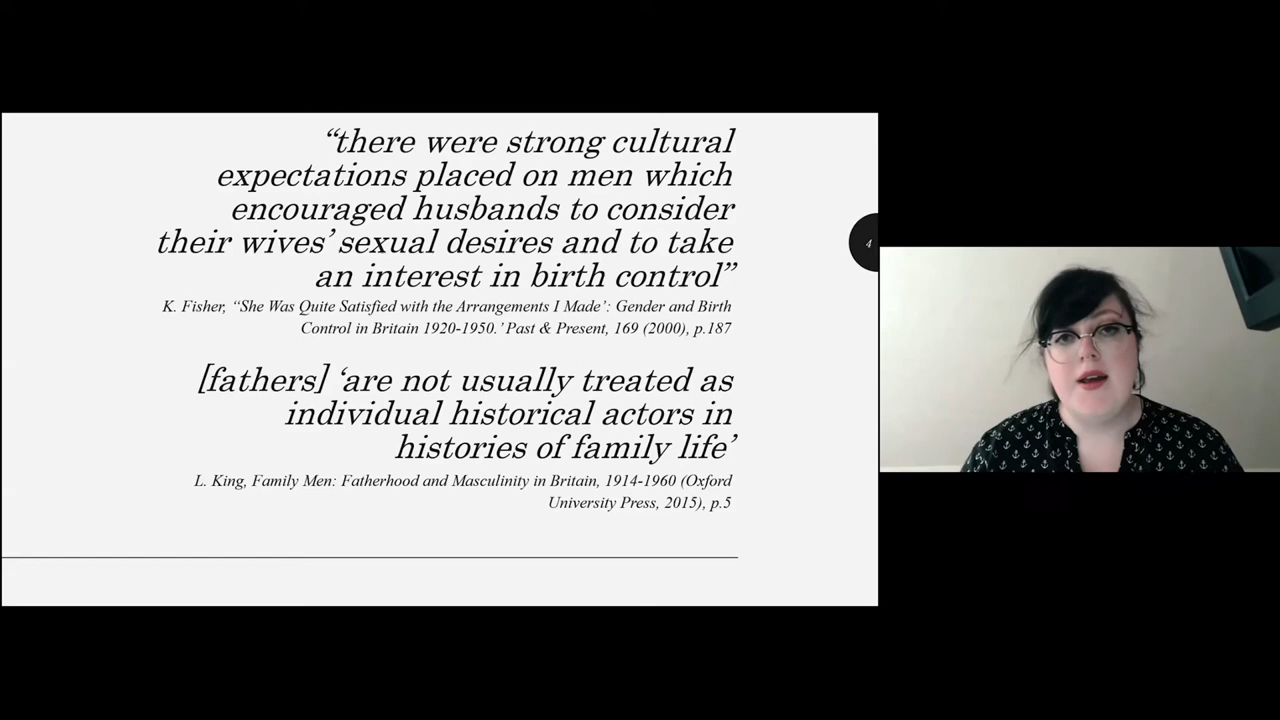 “there were strong cultural
expectations placed on men which
encouraged husbands to consider
their wives’ sexual desires and to take
an interest in birth control”
K. Fisher, “She Was Quite Satisfied with the Arrangements I Made’: Gender and Birth
Control in Britain 1920-1950.’ Past & Present, 169 (2000), p.187
4
[fathers] ‘are not usually treated as
individual historical actors in
histories of family life’
L. King, Family Men: Fatherhood and Masculinity in Britain, 1914-1960 (Oxford
University Press, 2015), p.5